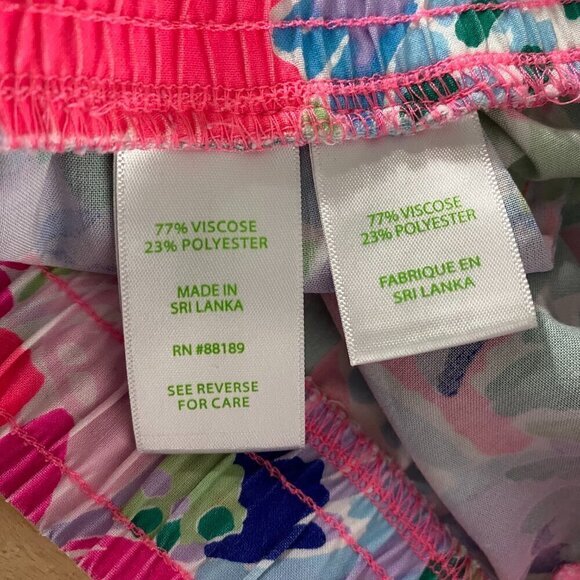 77% VISCOSE
23% POLYESTER
MADE IN
SRI LANKA
RN #88189
SEE REVERSE
FOR CARE
77% VISCOSE
23% POLYESTER
FABRIQUE EN
SRI LANKA